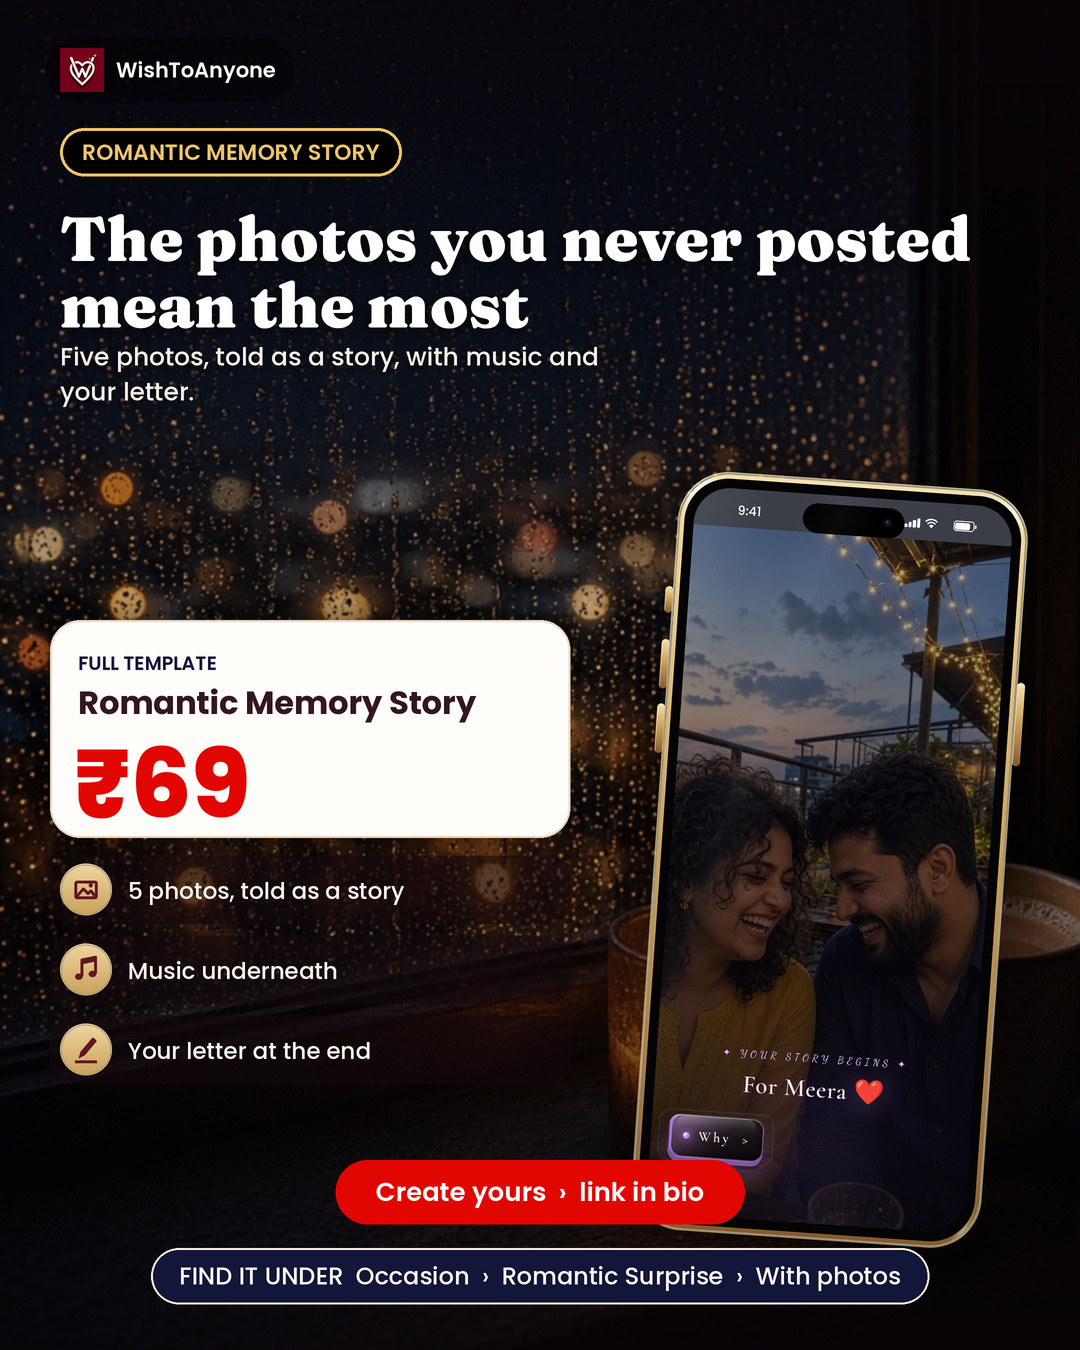 WishToAnyone
ROMANTIC MEMORY STORY
The photos you never posted
mean the most
Five photos, told as a story, with music and
your letter.
9:41
FULL TEMPLATE
Romantic Memory Story
₹69
5 photos, told as a story
Music underneath
Your letter at the end
✦ YOUR STORY BEGINS ✦
For Meera ❤️
Why >
Create yours › link in bio
FIND IT UNDER Occasion › Romantic Surprise › With photos